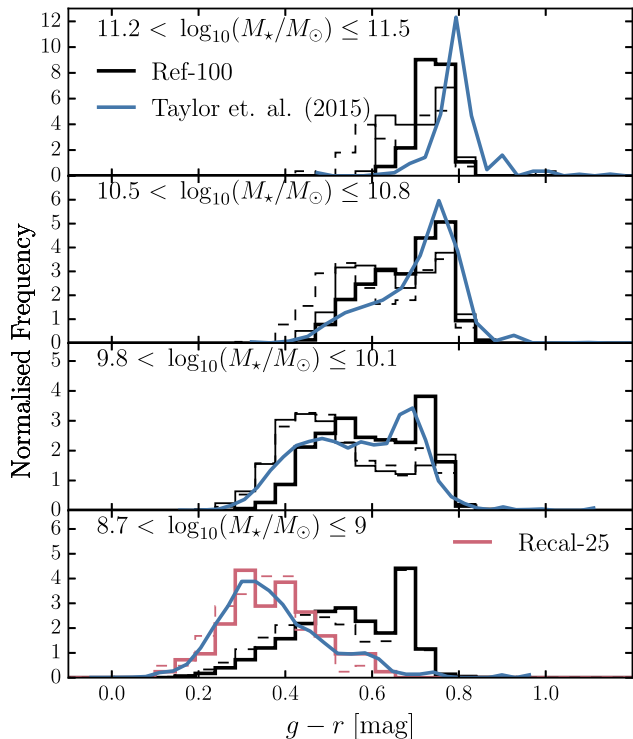 11.2 < log₁₀(M⋆/M⊙) ≤ 11.5
Ref-100
Taylor et. al. (2015)
12
10
8
6
4
2
0
10.5 < log₁₀(M⋆/M⊙) ≤ 10.8
6
5
4
3
2
1
0
Normalised Frequency
9.8 < log₁₀(M⋆/M⊙) ≤ 10.1
5
4
3
2
1
0
8.7 < log₁₀(M⋆/M⊙) ≤ 9
Recal-25
6
5
4
3
2
1
0
0.0 0.2 0.4 0.6 0.8 1.0
g − r [mag]